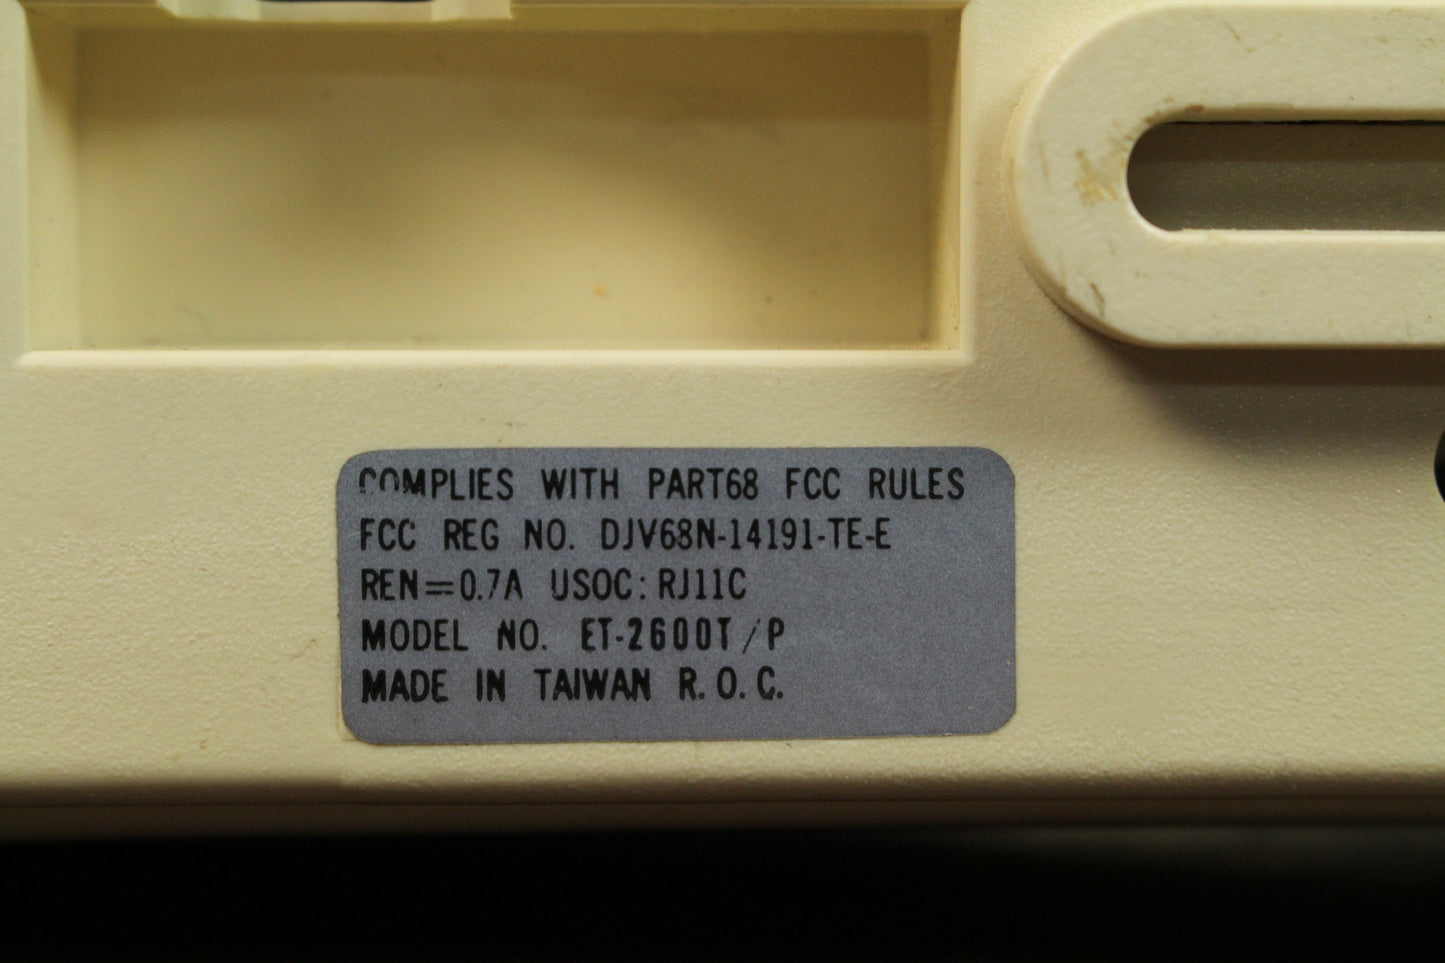 COMPLIES WITH PART68 FCC RULES
FCC REG NO. DJV68N-14191-TE-E
REN=0.7A USOC: RJ11C
MODEL NO. ET-2600T/P
MADE IN TAIWAN R.O.C.